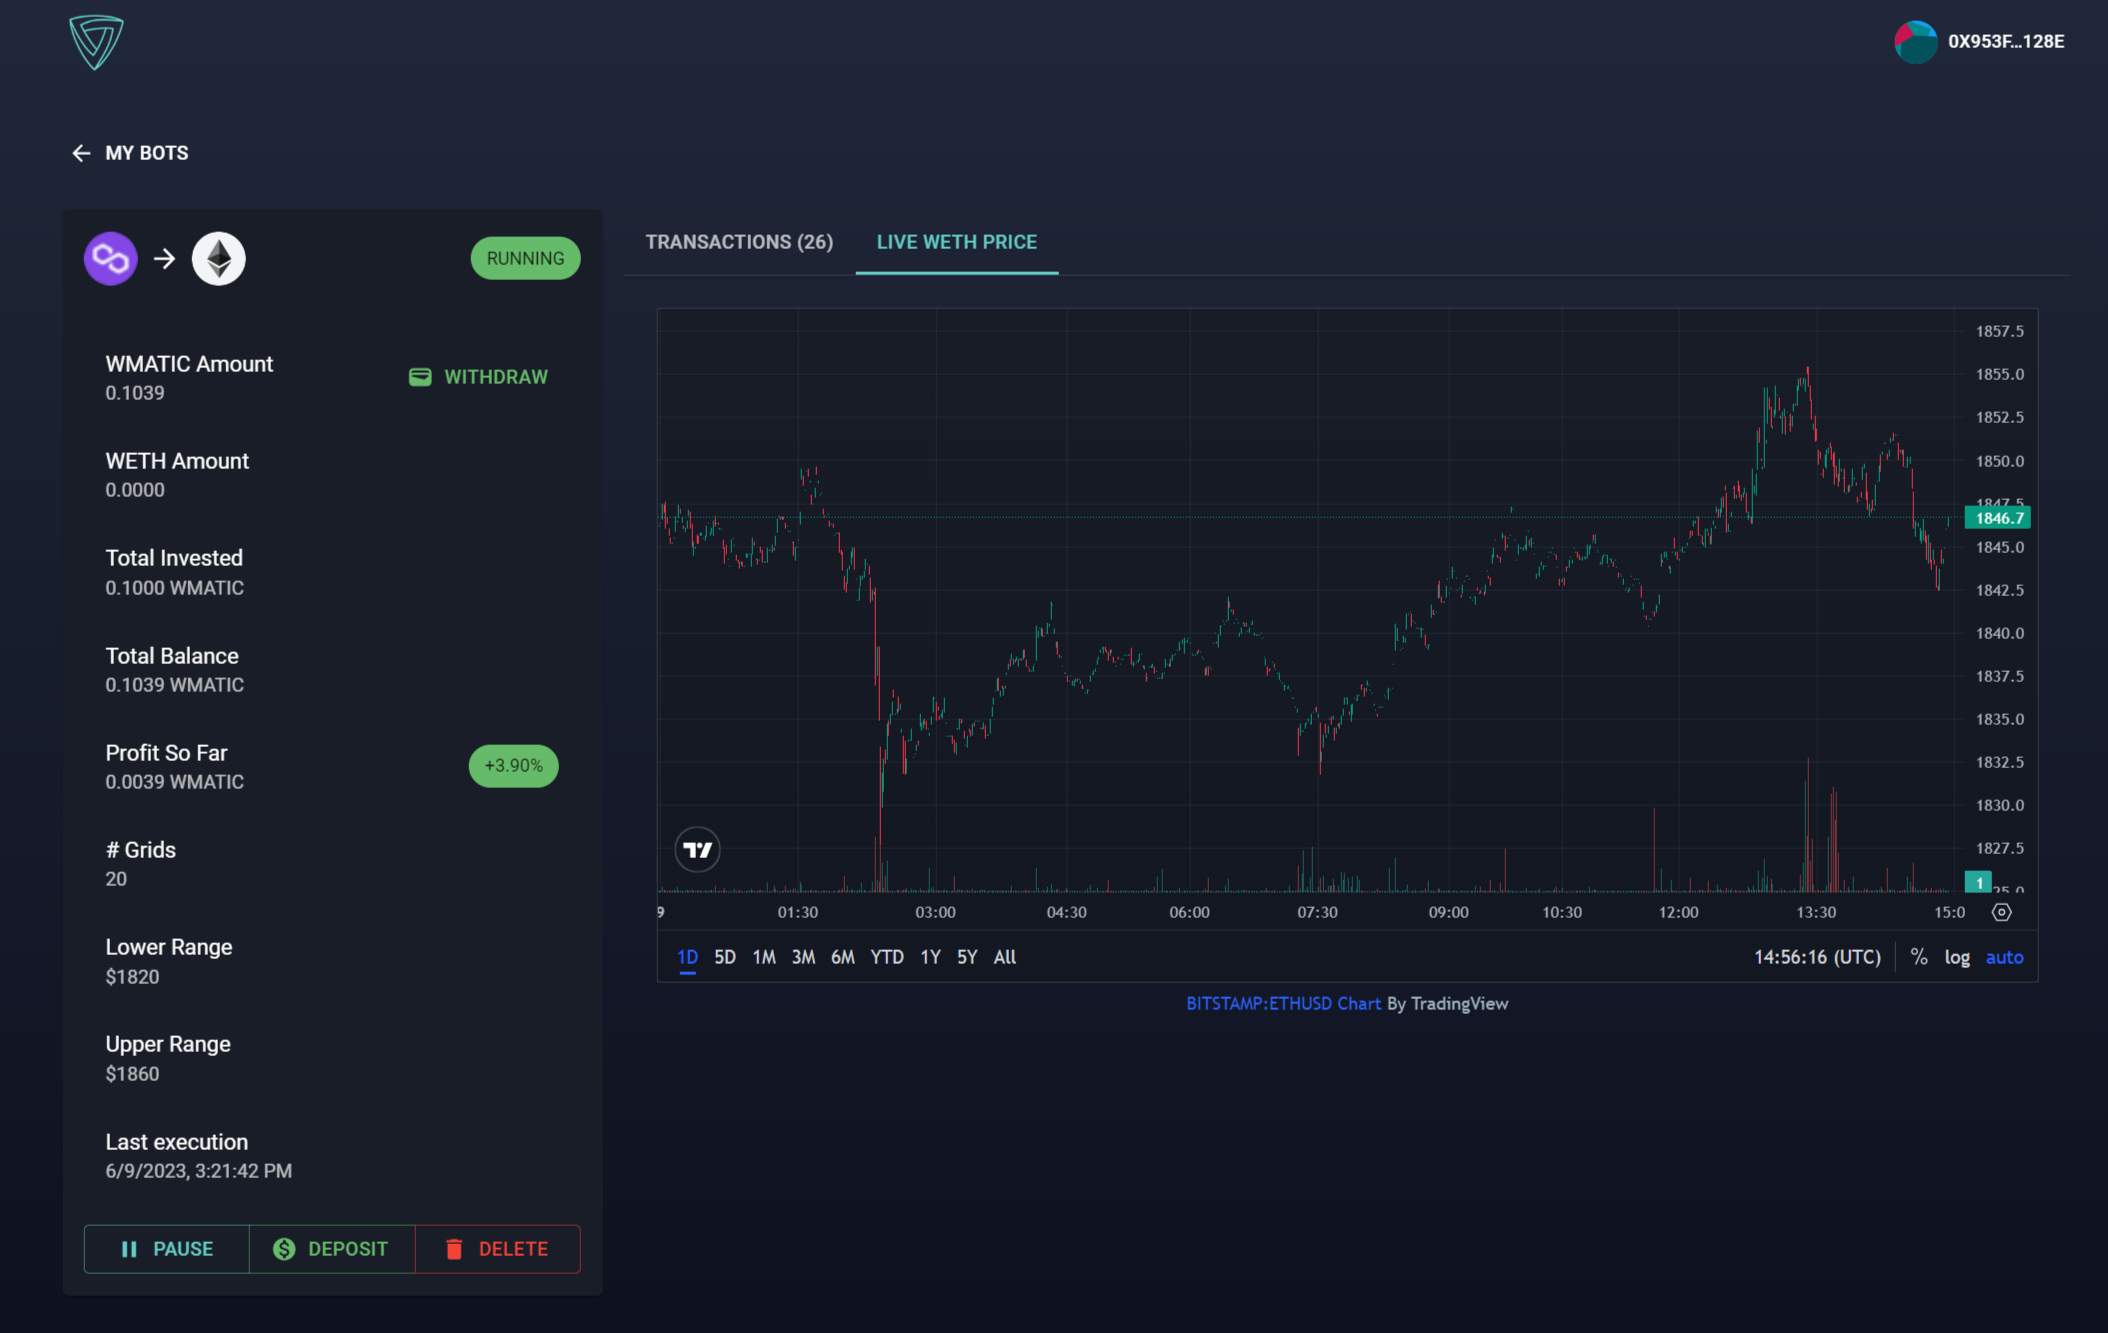 0X953F...128E
MY BOTS
RUNNING
WMATIC Amount
0.1039
WITHDRAW
WETH Amount
0.0000
Total Invested
0.1000 WMATIC
Total Balance
0.1039 WMATIC
Profit So Far
0.0039 WMATIC
+3.90%
# Grids
20
Lower Range
$1820
Upper Range
$1860
Last execution
6/9/2023, 3:21:42 PM
PAUSE
DEPOSIT
DELETE
TRANSACTIONS (26)
LIVE WETH PRICE
1857.5
1855.0
1852.5
1850.0
1847.5
1846.7
1845.0
1842.5
1840.0
1837.5
1835.0
1832.5
1830.0
1827.5
1
25.0
9 01:30 03:00 04:30 06:00 07:30 09:00 10:30 12:00 13:30 15:0
1D 5D 1M 3M 6M YTD 1Y 5Y All
14:56:16 (UTC) % log auto
BITSTAMP:ETHUSD Chart By TradingView